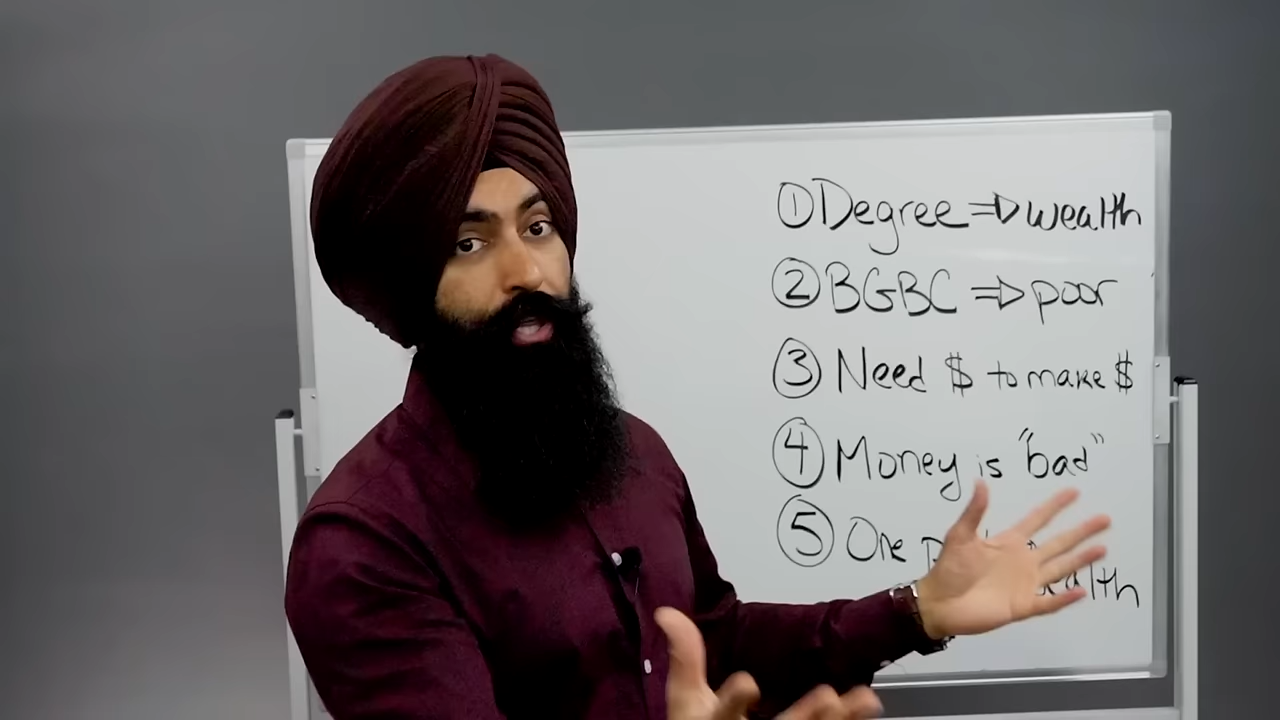 ① Degree ⇒ wealth
② BGBC ⇒ poor
③ Need $ to make $
④ Money is "bad"
⑤ One